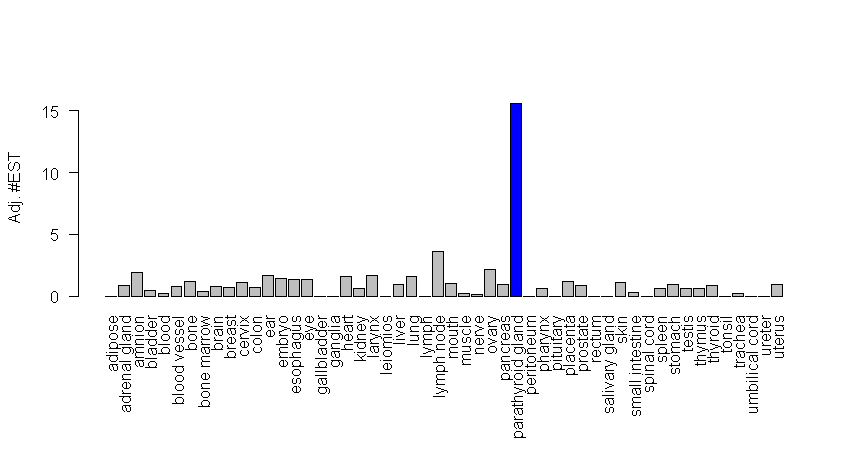 Adj. #EST
15
10
5
0
adipose
adrenal gland
amnion
bladder
blood
blood vessel
bone
bone marrow
brain
breast
cervix
colon
ear
embryo
esophagus
eye
gallbladder
ganglia
heart
kidney
larynx
leiomios
liver
lung
lymph
lymph node
mouth
muscle
nerve
ovary
pancreas
parathyroid gland
peritoneum
pharynx
pituitary
placenta
prostate
rectum
salivary gland
skin
small intestine
spinal cord
spleen
stomach
testis
thymus
thyroid
tonsil
trachea
umbilical cord
ureter
uterus